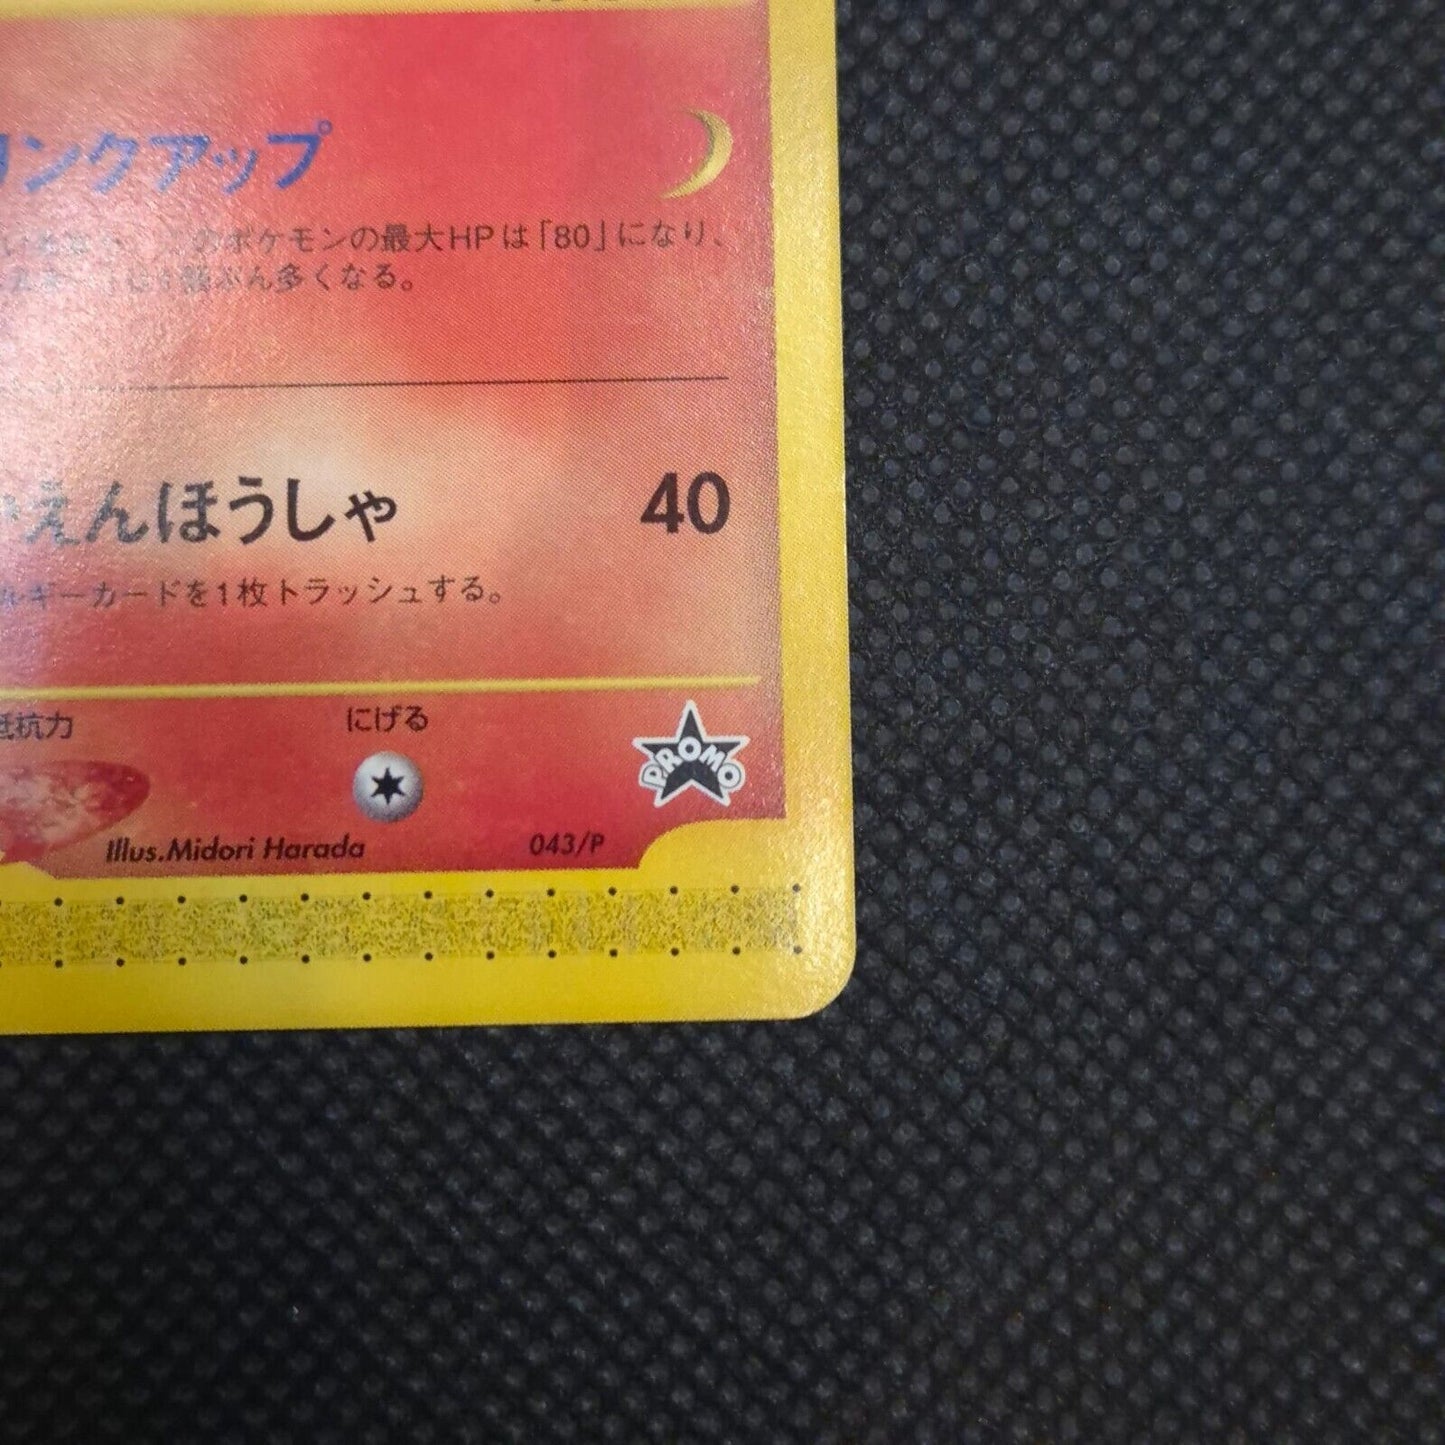 ンクアップ
このポケモンの最大HPは「80」になり、
ぶん多くなる。
えんほうしゃ 40
ルギーカードを1枚トラッシュする。
抵抗力 にげる
PROMO
Illus.Midori Harada 043/P